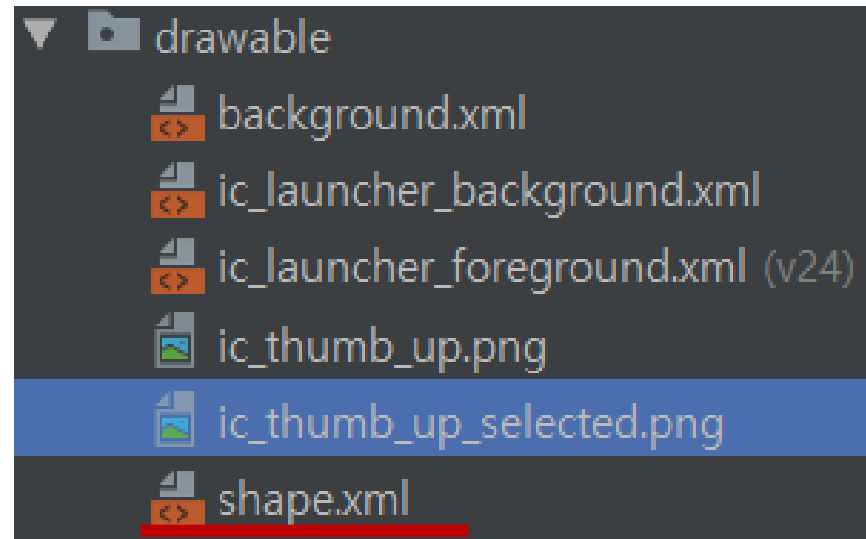 drawable
background.xml
ic_launcher_background.xml
ic_launcher_foreground.xml (v24)
ic_thumb_up.png
ic_thumb_up_selected.png
shape.xml